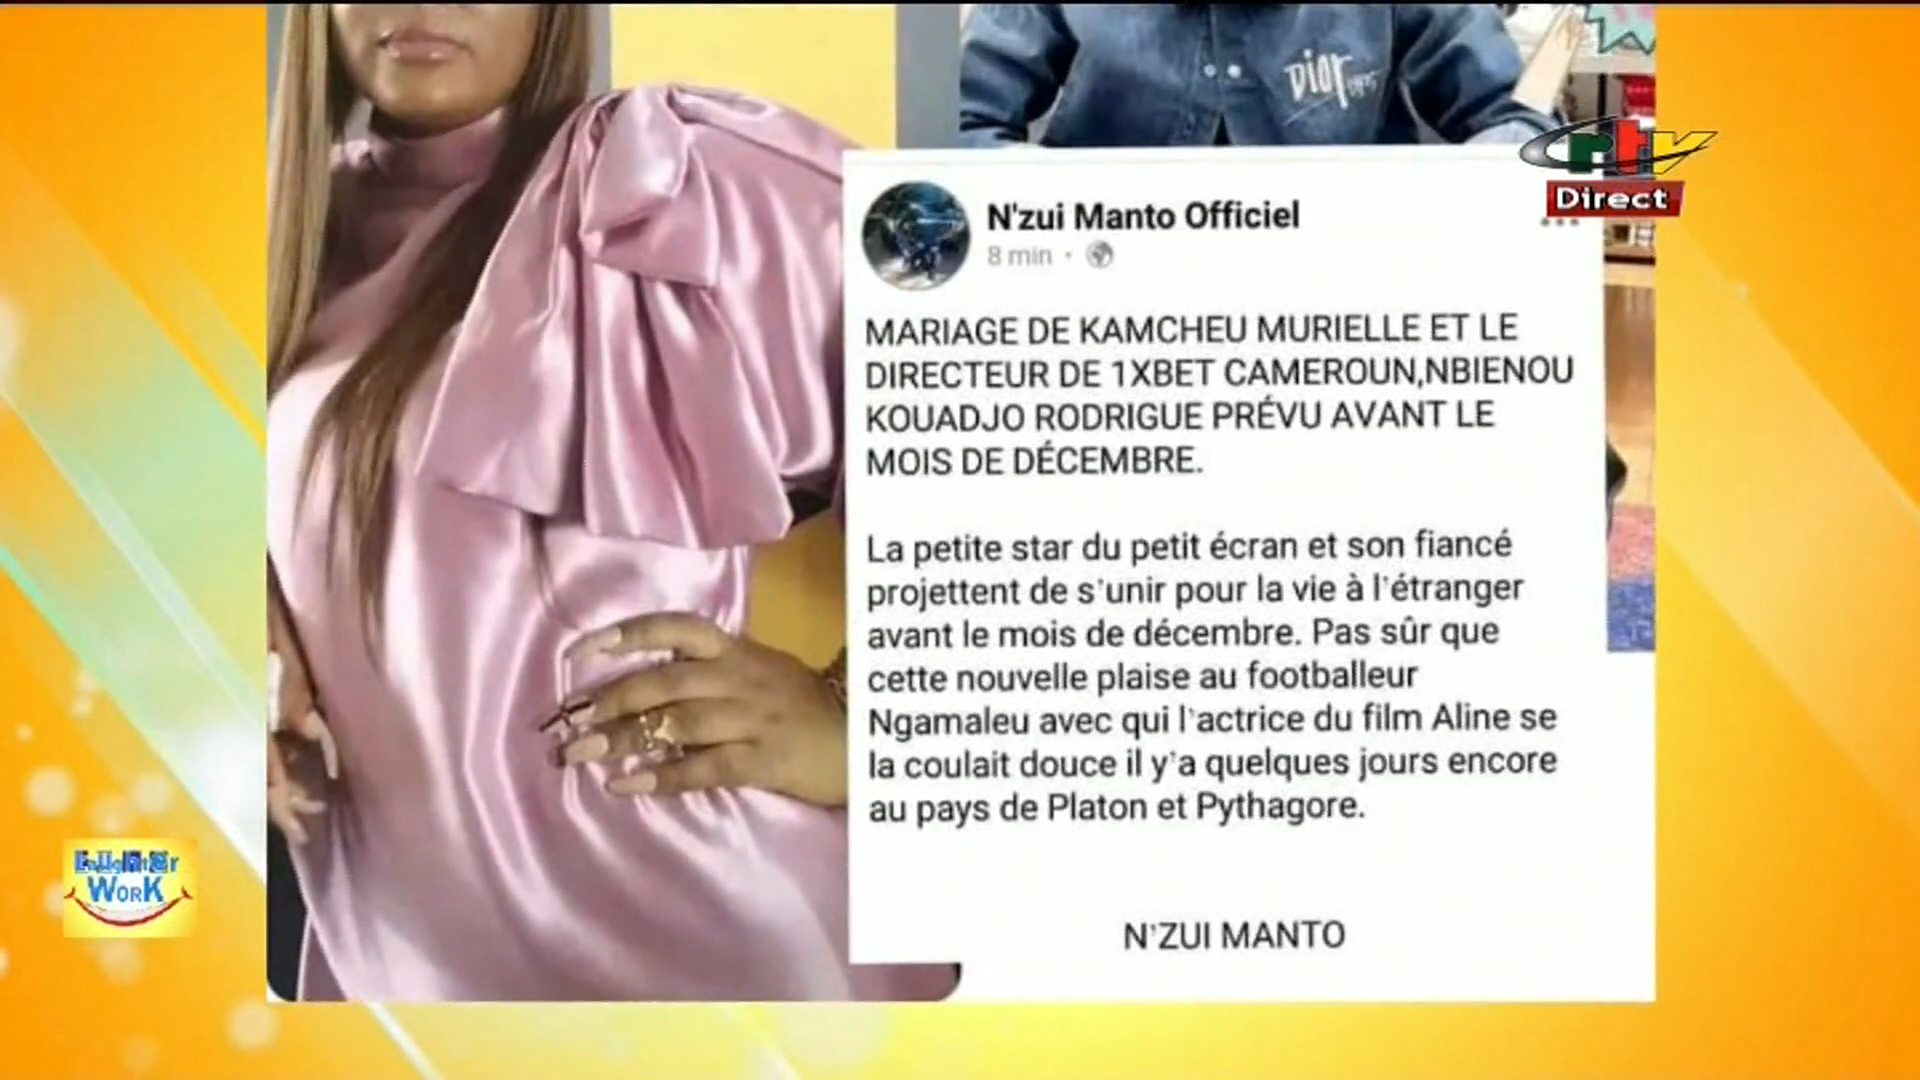 Dior
rtv
Direct
N'zui Manto Officiel
8 min
MARIAGE DE KAMCHEU MURIELLE ET LE
DIRECTEUR DE 1XBET CAMEROUN,NBIENOU
KOUADJO RODRIGUE PRÉVU AVANT LE
MOIS DE DÉCEMBRE.
La petite star du petit écran et son fiancé
projettent de s'unir pour la vie à l'étranger
avant le mois de décembre. Pas sûr que
cette nouvelle plaise au footballeur
Ngamaleu avec qui l'actrice du film Aline se
la coulait douce il y'a quelques jours encore
au pays de Platon et Pythagore.
N'ZUI MANTO
WORK